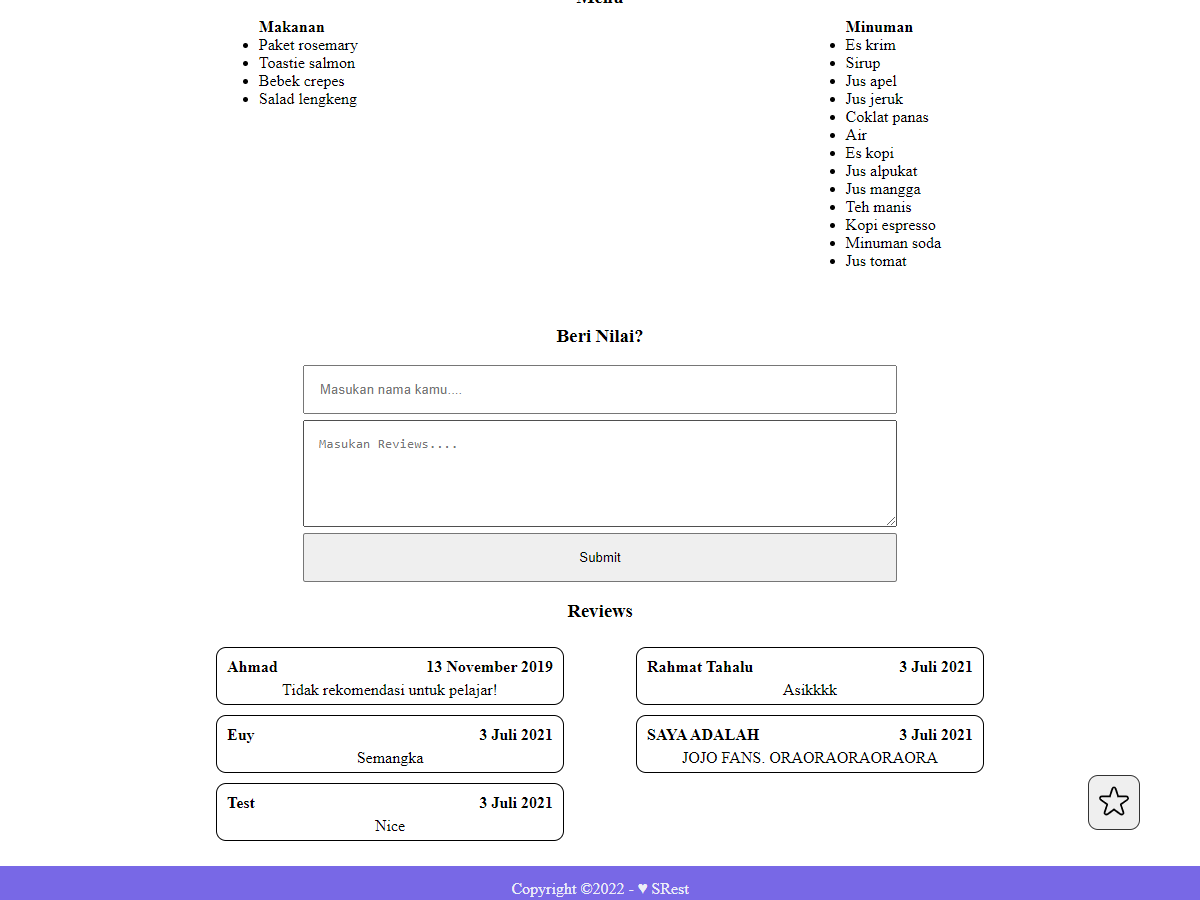 Menu
Makanan
Paket rosemary
Toastie salmon
Bebek crepes
Salad lengkeng
Minuman
Es krim
Sirup
Jus apel
Jus jeruk
Coklat panas
Air
Es kopi
Jus alpukat
Jus mangga
Teh manis
Kopi espresso
Minuman soda
Jus tomat
Beri Nilai?
Masukan nama kamu....
Masukan Reviews....
Submit
Reviews
Ahmad 13 November 2019
Tidak rekomendasi untuk pelajar!
Rahmat Tahalu 3 Juli 2021
Asikkkk
Euy 3 Juli 2021
Semangka
SAYA ADALAH 3 Juli 2021
JOJO FANS. ORAORAORAORAORA
Test 3 Juli 2021
Nice
Copyright ©2022 - ♥ SRest